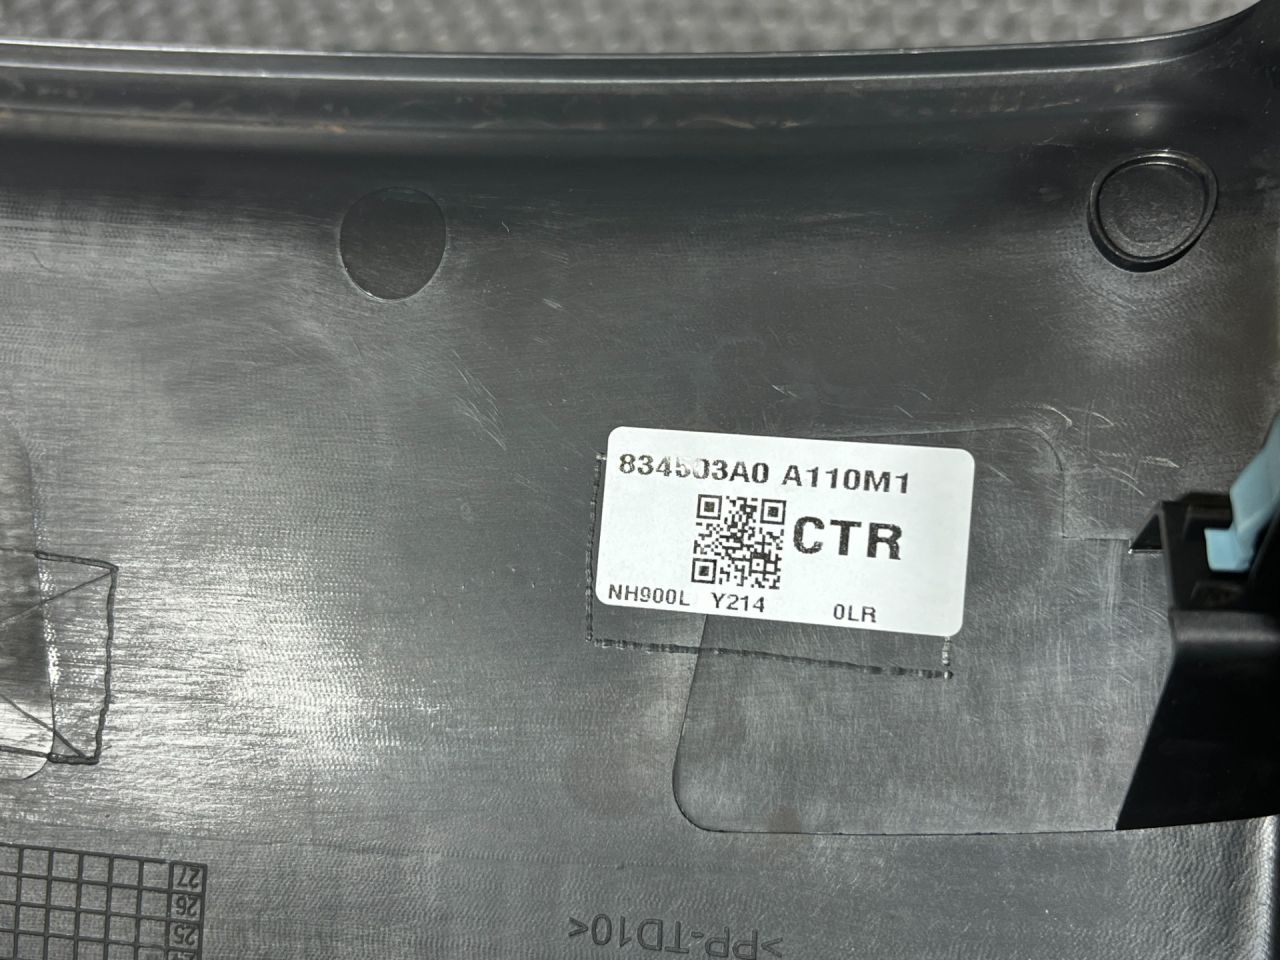 834503A0 A110M1
CTR
NH900L Y214 0LR
27
26
25
>PP-TD10<